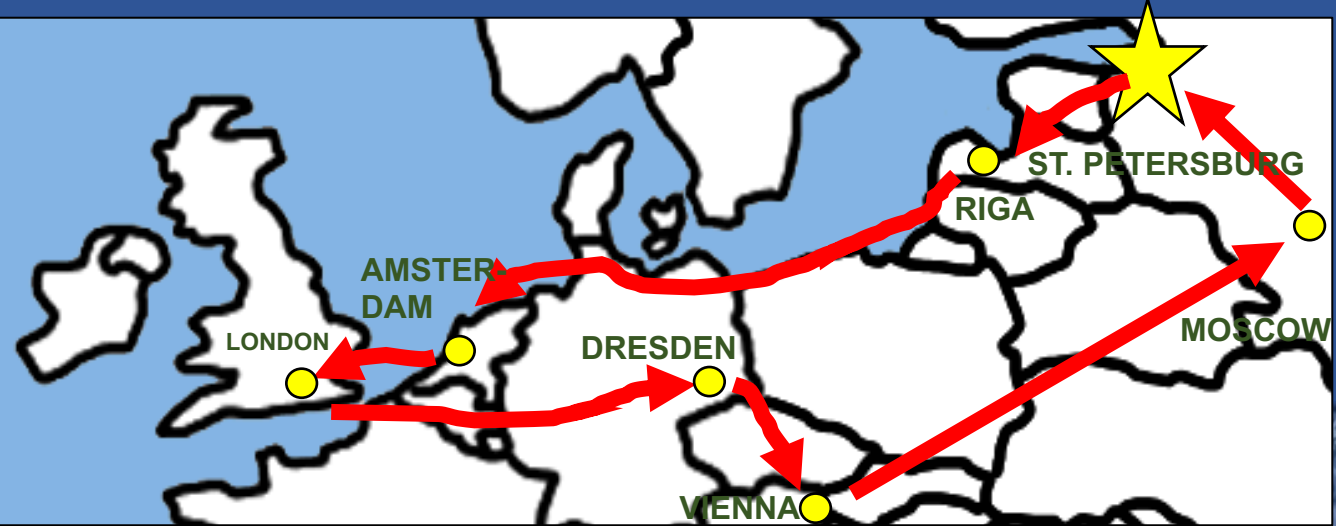 ST. PETERSBURG
RIGA
AMSTER-
DAM
LONDON
DRESDEN
MOSCOW
VIENNA